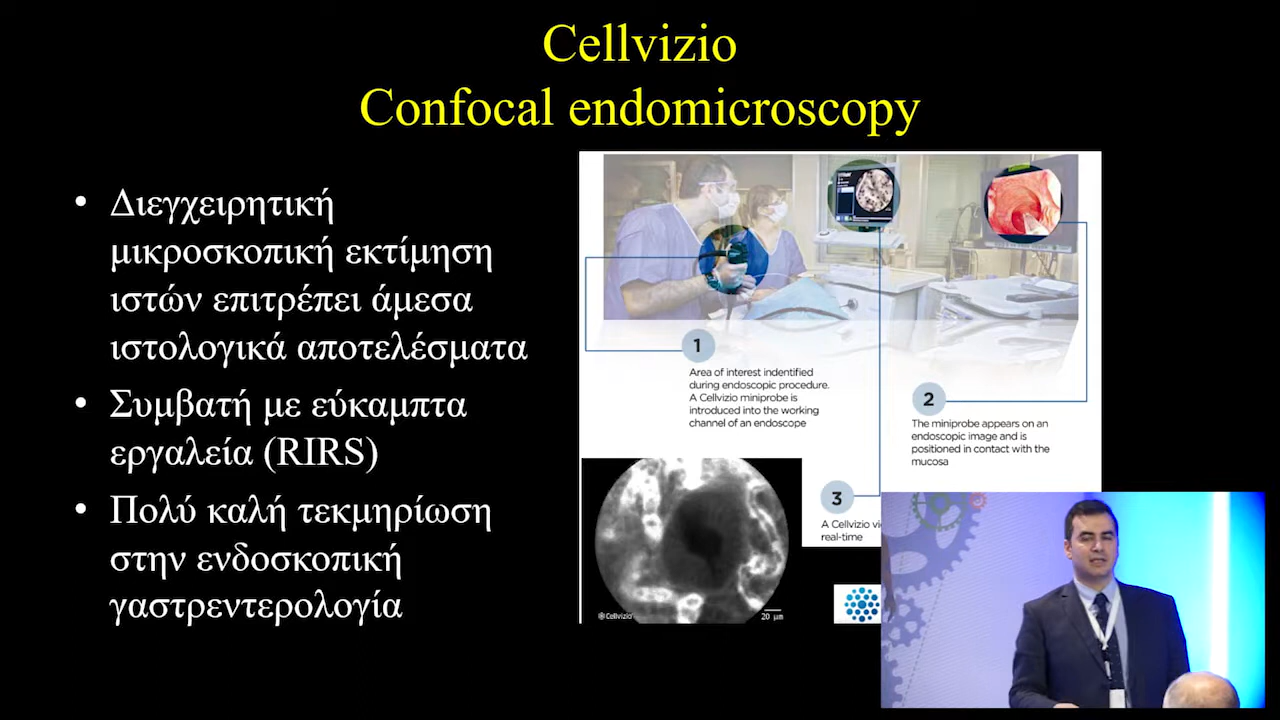 Cellvizio
Confocal endomicroscopy
• Διεγχειρητική
μικροσκοπική εκτίμηση
ιστών επιτρέπει άμεσα
ιστολογικά αποτελέσματα
• Συμβατή με εύκαμπτα
εργαλεία (RIRS)
• Πολύ καλή τεκμηρίωση
στην ενδοσκοπική
γαστρεντερολογία
1
Area of interest indentified
during endoscopic procedure.
A Cellvizio miniprobe is
introduced into the working
channel of an endoscope
2
The miniprobe appears on an
endoscopic image and is
positioned in contact with the
mucosa
3
A Cellvizio
real-time
Cellvizio
20 µm